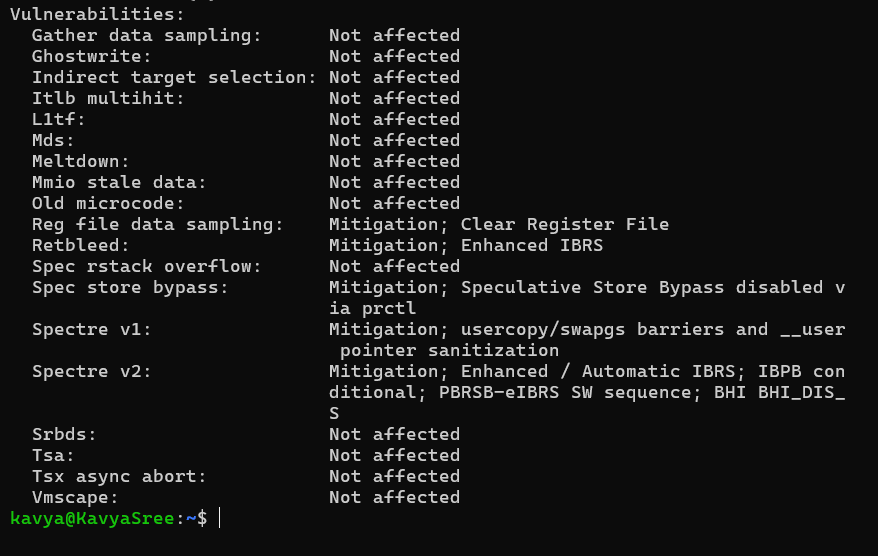 Vulnerabilities:
Gather data sampling: Not affected
Ghostwrite: Not affected
Indirect target selection: Not affected
Itlb multihit: Not affected
L1tf: Not affected
Mds: Not affected
Meltdown: Not affected
Mmio stale data: Not affected
Old microcode: Not affected
Reg file data sampling: Mitigation; Clear Register File
Retbleed: Mitigation; Enhanced IBRS
Spec rstack overflow: Not affected
Spec store bypass: Mitigation; Speculative Store Bypass disabled v
ia prctl
Spectre v1: Mitigation; usercopy/swapgs barriers and __user
pointer sanitization
Spectre v2: Mitigation; Enhanced / Automatic IBRS; IBPB con
ditional; PBRSB-eIBRS SW sequence; BHI BHI_DIS_
S
Srbds: Not affected
Tsa: Not affected
Tsx async abort: Not affected
Vmscape: Not affected
kavya@KavyaSree:~$